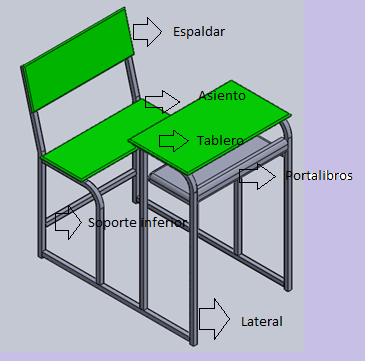 Espaldar
Asiento
Tablero
Portalibros
Soporte inferior
Lateral